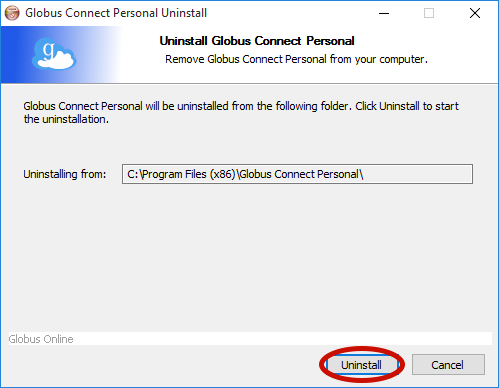 Globus Connect Personal Uninstall
g
Uninstall Globus Connect Personal
Remove Globus Connect Personal from your computer.
Globus Connect Personal will be uninstalled from the following folder. Click Uninstall to start
the uninstallation.
Uninstalling from: C:\Program Files (x86)\Globus Connect Personal\
Globus Online
Uninstall Cancel